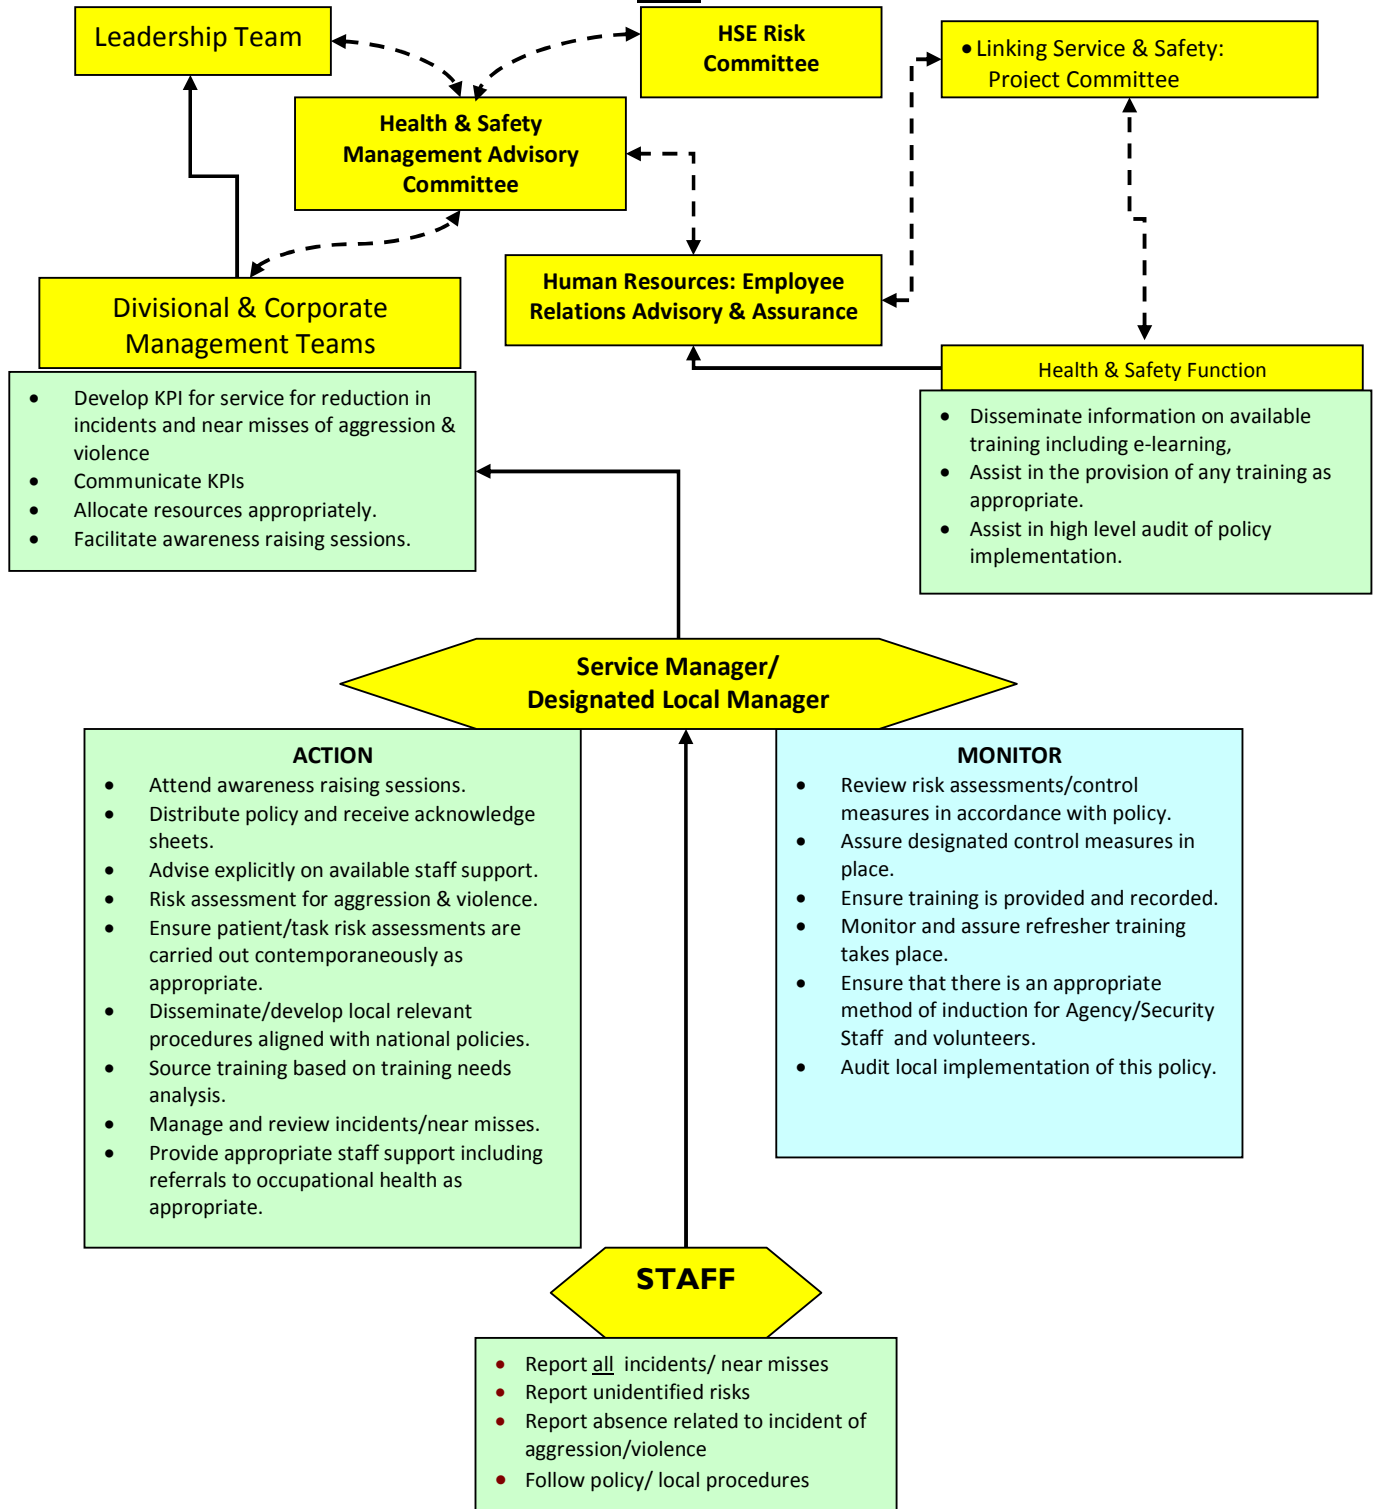 Leadership Team
HSE Risk
Committee
• Linking Service & Safety:
Project Committee
Health & Safety
Management Advisory
Committee
Human Resources: Employee
Relations Advisory & Assurance
Divisional & Corporate
Management Teams
Health & Safety Function
• Develop KPI for service for reduction in
incidents and near misses of aggression &
violence
• Communicate KPIs
• Allocate resources appropriately.
• Facilitate awareness raising sessions.
• Disseminate information on available
training including e-learning,
• Assist in the provision of any training as
appropriate.
• Assist in high level audit of policy
implementation.
Service Manager/
Designated Local Manager
ACTION
• Attend awareness raising sessions.
• Distribute policy and receive acknowledge
sheets.
• Advise explicitly on available staff support.
• Risk assessment for aggression & violence.
• Ensure patient/task risk assessments are
carried out contemporaneously as
appropriate.
• Disseminate/develop local relevant
procedures aligned with national policies.
• Source training based on training needs
analysis.
• Manage and review incidents/near misses.
• Provide appropriate staff support including
referrals to occupational health as
appropriate.
MONITOR
• Review risk assessments/control
measures in accordance with policy.
• Assure designated control measures in
place.
• Ensure training is provided and recorded.
• Monitor and assure refresher training
takes place.
• Ensure that there is an appropriate
method of induction for Agency/Security
Staff and volunteers.
• Audit local implementation of this policy.
STAFF
• Report all incidents/ near misses
• Report unidentified risks
• Report absence related to incident of
aggression/violence
• Follow policy/ local procedures